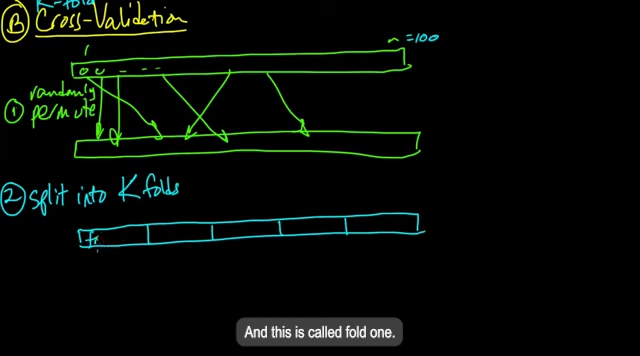 K-fold
B Cross-Validation
1 n = 100
1 randomly
permute
2 split into K folds
And this is called fold one.